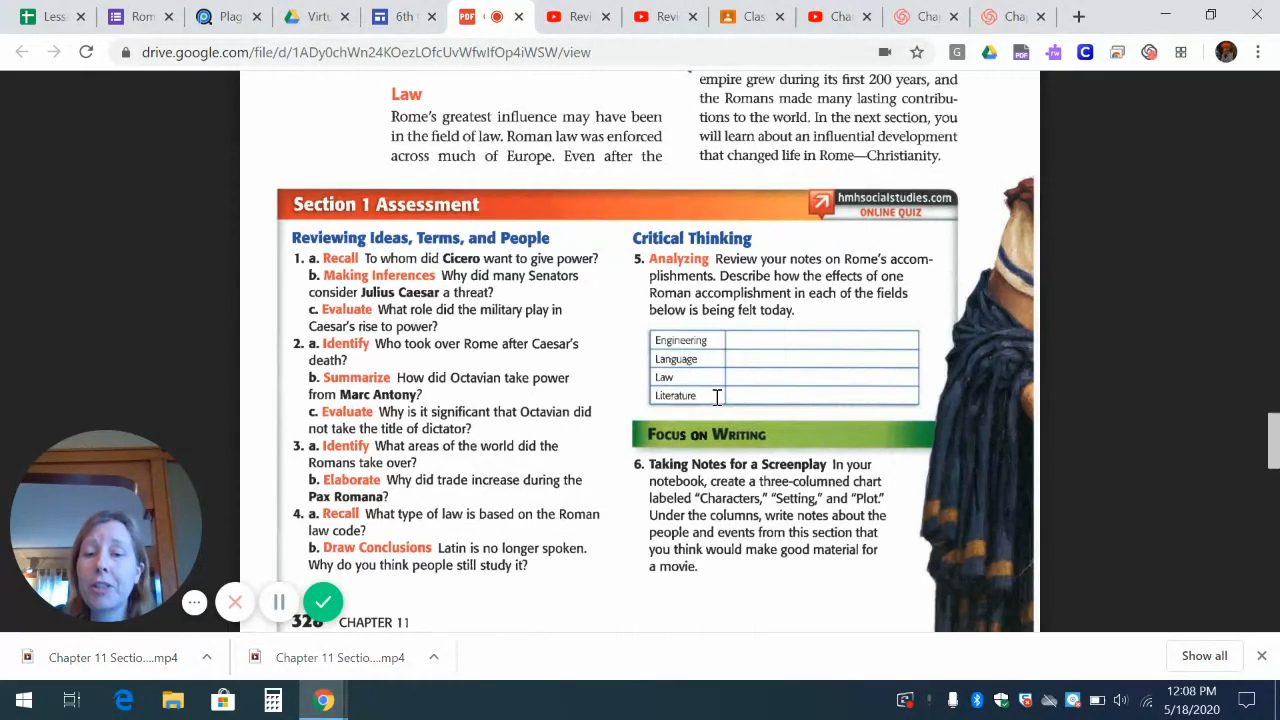 Less
Rom
Plag
Virtu
6th
PDF
Revi
Revie
Clas
Cha
Cha
Cha
drive.google.com/file/d/1ADv0chWn24KOezLOfcUvWfwIfOp4iWSW/view
Law
Rome's greatest influence may have been
in the field of law. Roman law was enforced
across much of Europe. Even after the
empire grew during its first 200 years, and
the Romans made many lasting contribu-
tions to the world. In the next section, you
will learn about an influential development
that changed life in Rome—Christianity.
Section 1 Assessment
hmhsocialstudies.com
ONLINE QUIZ
Reviewing Ideas, Terms, and People
1. a. Recall To whom did Cicero want to give power?
b. Making Inferences Why did many Senators
consider Julius Caesar a threat?
c. Evaluate What role did the military play in
Caesar's rise to power?
2. a. Identify Who took over Rome after Caesar's
death?
b. Summarize How did Octavian take power
from Marc Antony?
c. Evaluate Why is it significant that Octavian did
not take the title of dictator?
3. a. Identify What areas of the world did the
Romans take over?
b. Elaborate Why did trade increase during the
Pax Romana?
4. a. Recall What type of law is based on the Roman
law code?
b. Draw Conclusions Latin is no longer spoken.
Why do you think people still study it?
Critical Thinking
5. Analyzing Review your notes on Rome's accom-
plishments. Describe how the effects of one
Roman accomplishment in each of the fields
below is being felt today.
Engineering
Language
Law
Literature
Focus on Writing
6. Taking Notes for a Screenplay In your
notebook, create a three-columned chart
labeled "Characters," "Setting," and "Plot."
Under the columns, write notes about the
people and events from this section that
you think would make good material for
a movie.
328 CHAPTER 11
Chapter 11 Sectio....mp4
Chapter 11 Sectio....mp4
Show all
12:08 PM
5/18/2020